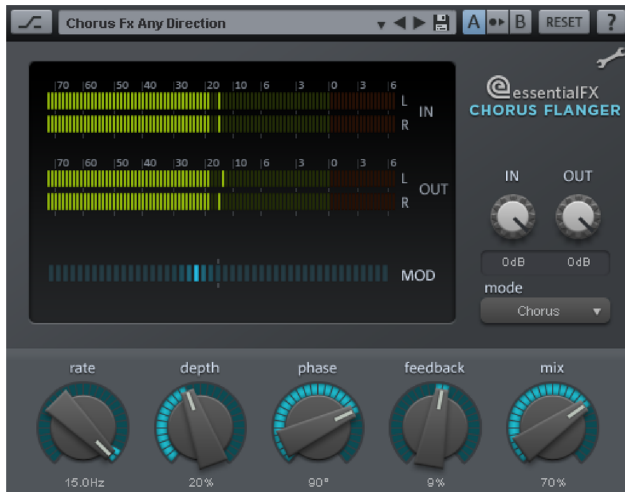 Chorus Fx Any Direction
A B RESET ?
essentialFX
CHORUS FLANGER
70 60 50 40 30 20 10 6 3 0 3 6
L
IN
R
70 60 50 40 30 20 10 6 3 0 3 6
L
OUT
R
MOD
IN OUT
0dB 0dB
mode
Chorus
rate depth phase feedback mix
15.0Hz 20% 90° 9% 70%